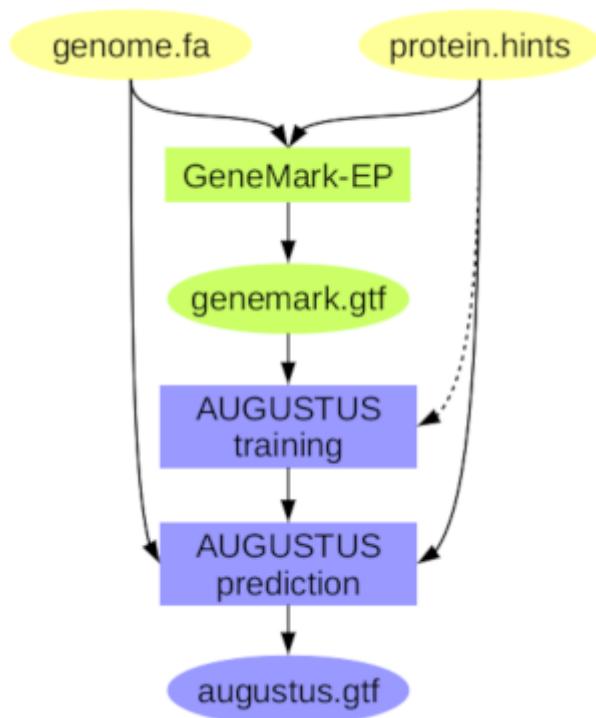 genome.fa
protein.hints
GeneMark-EP
genemark.gtf
AUGUSTUS
training
AUGUSTUS
prediction
augustus.gtf